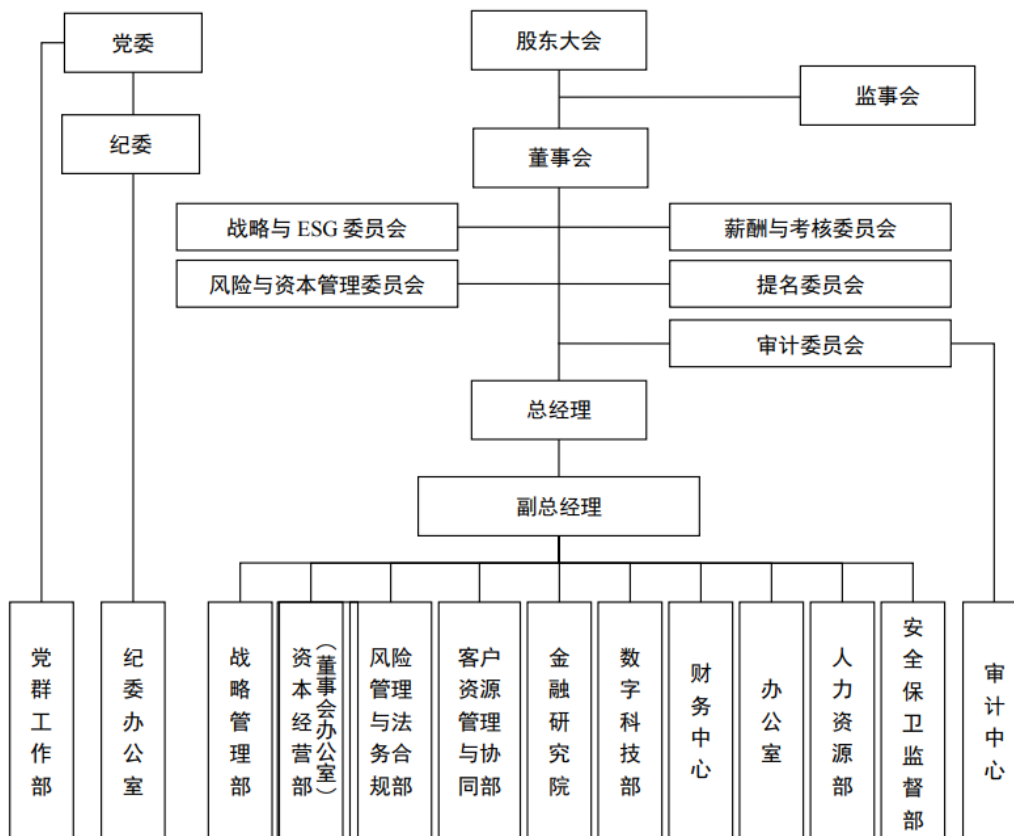 党委
股东大会
监事会
纪委
董事会
战略与 ESG 委员会
薪酬与考核委员会
风险与资本管理委员会
提名委员会
审计委员会
总经理
副总经理
党群工作部
纪委办公室
战略管理部
资本经营部
（董事会办公室）
风险
管理
与法
务合
规部
客户
资源
管理
与协
同部
金融研究院
数字科技部
财务中心
办公室
人力资源部
安全保卫监督部
审计中心